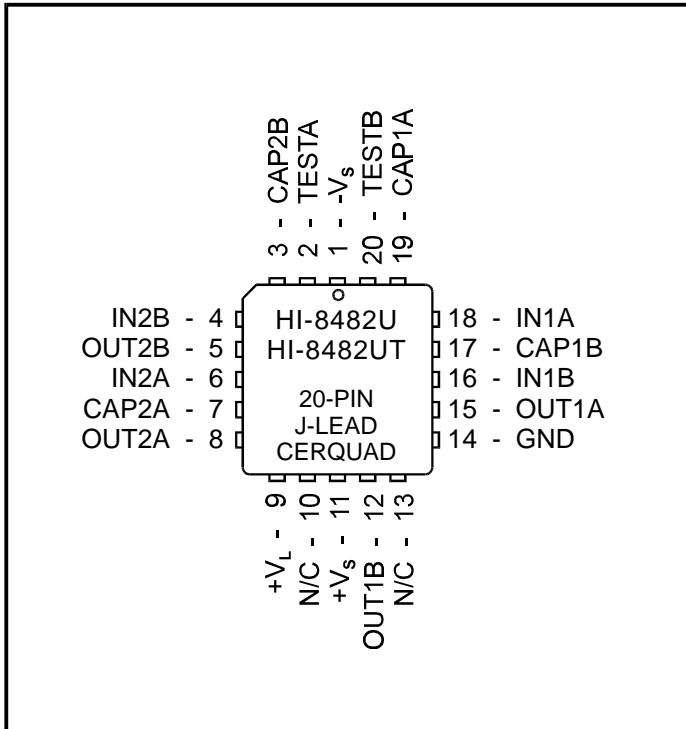 3 - CAP2B
2 - TESTA
1 - -VS
20 - TESTB
19 - CAP1A
IN2B - 4
OUT2B - 5
IN2A - 6
CAP2A - 7
OUT2A - 8
HI-8482U
HI-8482UT
20-PIN
J-LEAD
CERQUAD
18 - IN1A
17 - CAP1B
16 - IN1B
15 - OUT1A
14 - GND
+VL - 9
N/C - 10
+VS - 11
OUT1B - 12
N/C - 13